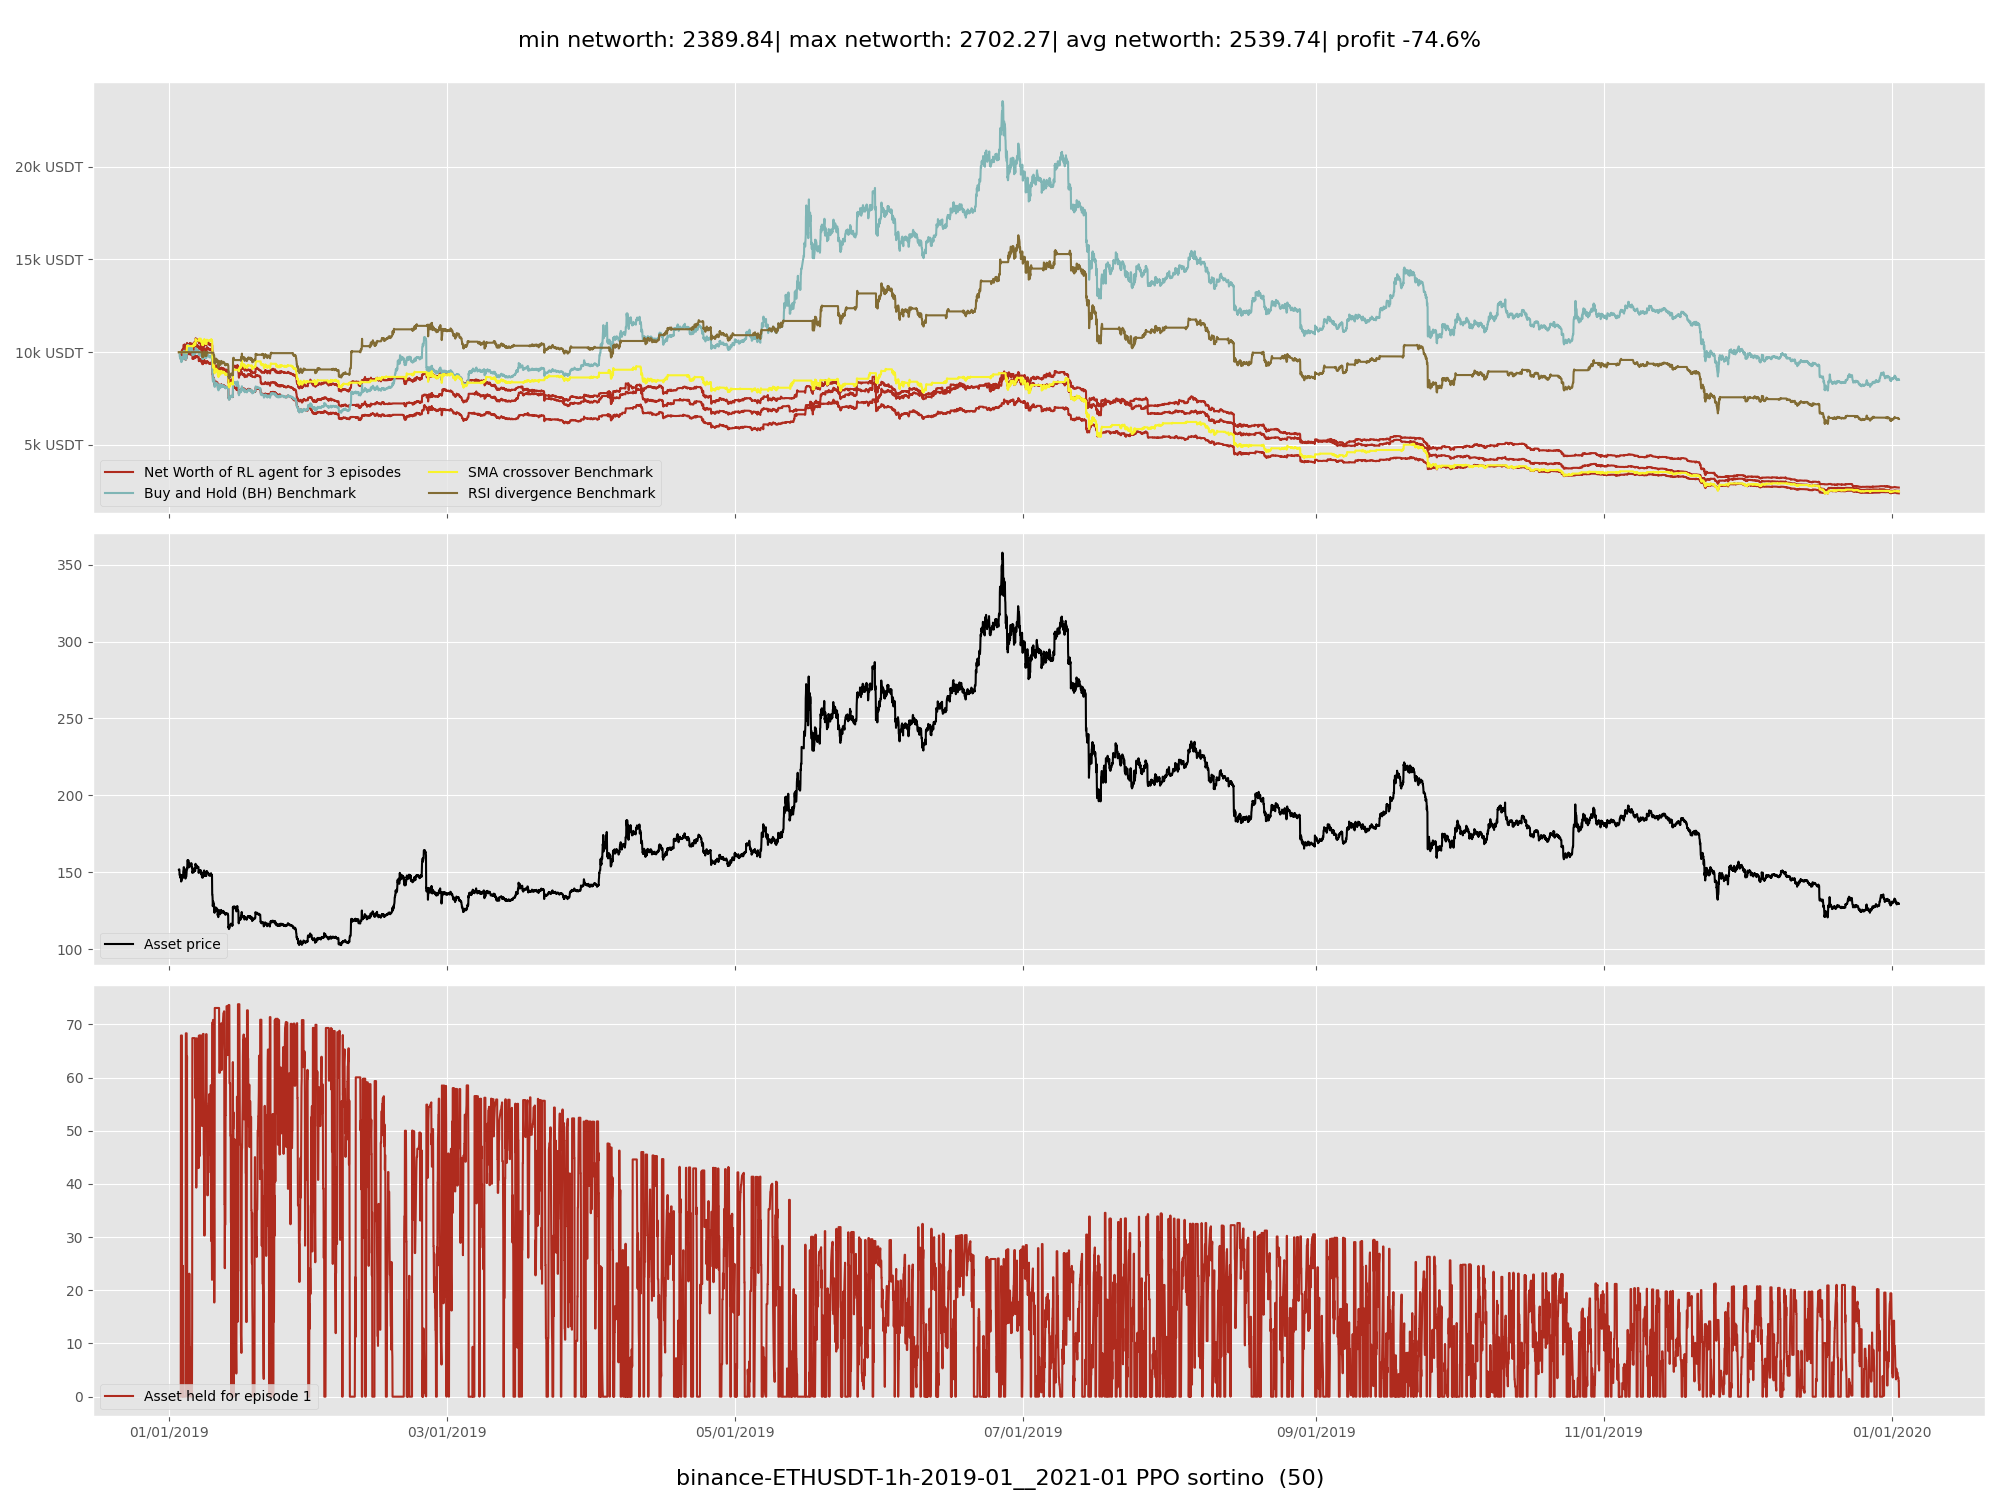 min networth: 2389.84| max networth: 2702.27| avg networth: 2539.74| profit -74.6%
20k USDT
15k USDT
10k USDT
5k USDT
Net Worth of RL agent for 3 episodes
Buy and Hold (BH) Benchmark
SMA crossover Benchmark
RSI divergence Benchmark
350
300
250
200
150
100
Asset price
70
60
50
40
30
20
10
0
Asset held for episode 1
01/01/2019 03/01/2019 05/01/2019 07/01/2019 09/01/2019 11/01/2019 01/01/2020
binance-ETHUSDT-1h-2019-01__2021-01 PPO sortino  (50)